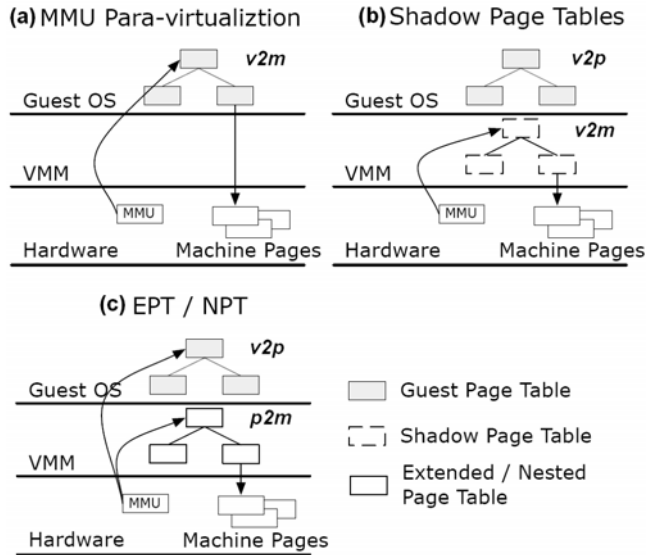 (a) MMU Para-virtualiztion
v2m
Guest OS
VMM
MMU
Hardware
Machine Pages
(b) Shadow Page Tables
v2p
Guest OS
v2m
VMM
MMU
Hardware
Machine Pages
(c) EPT / NPT
v2p
Guest OS
p2m
VMM
MMU
Hardware
Machine Pages
Guest Page Table
Shadow Page Table
Extended / Nested
Page Table